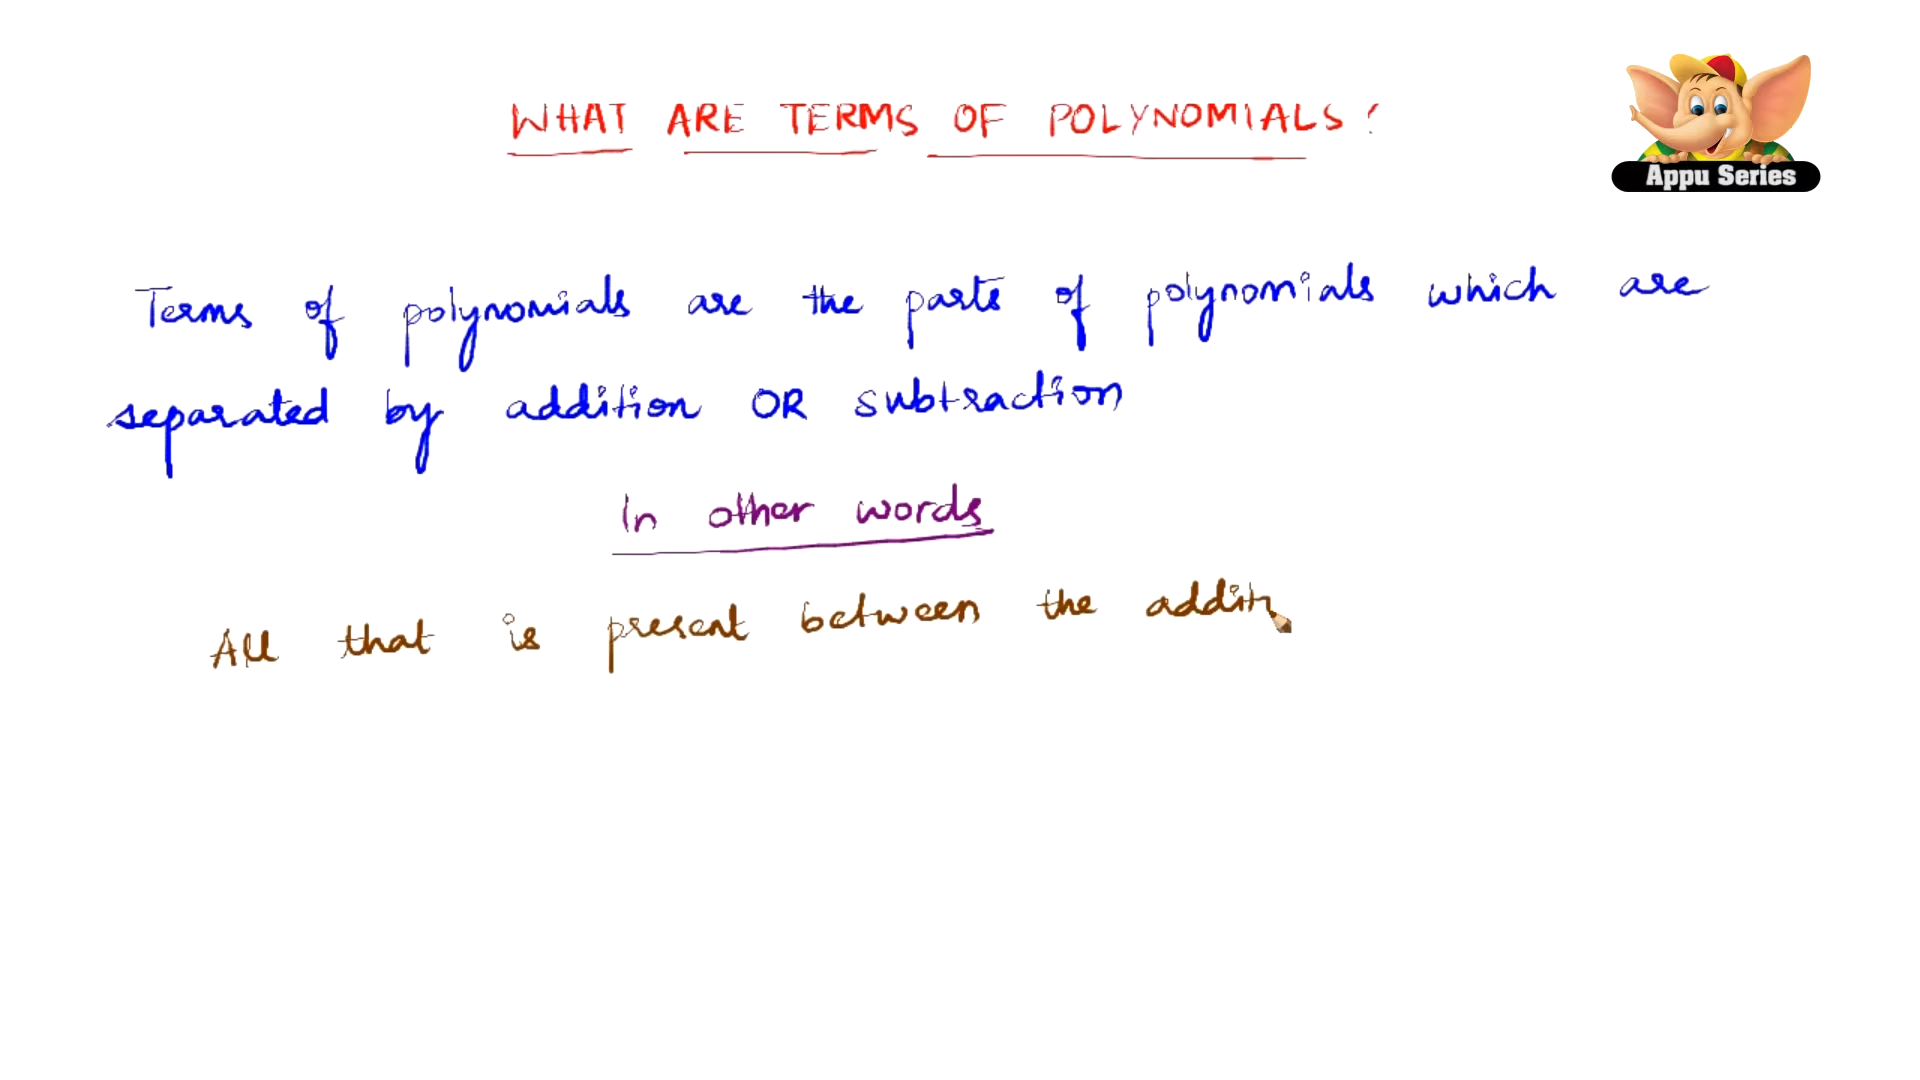 WHAT ARE TERMS OF POLYNOMIALS?
Appu Series
Terms of polynomials are the parts of polynomials which are
separated by addition OR subtraction
In other words
All that is present between the additi